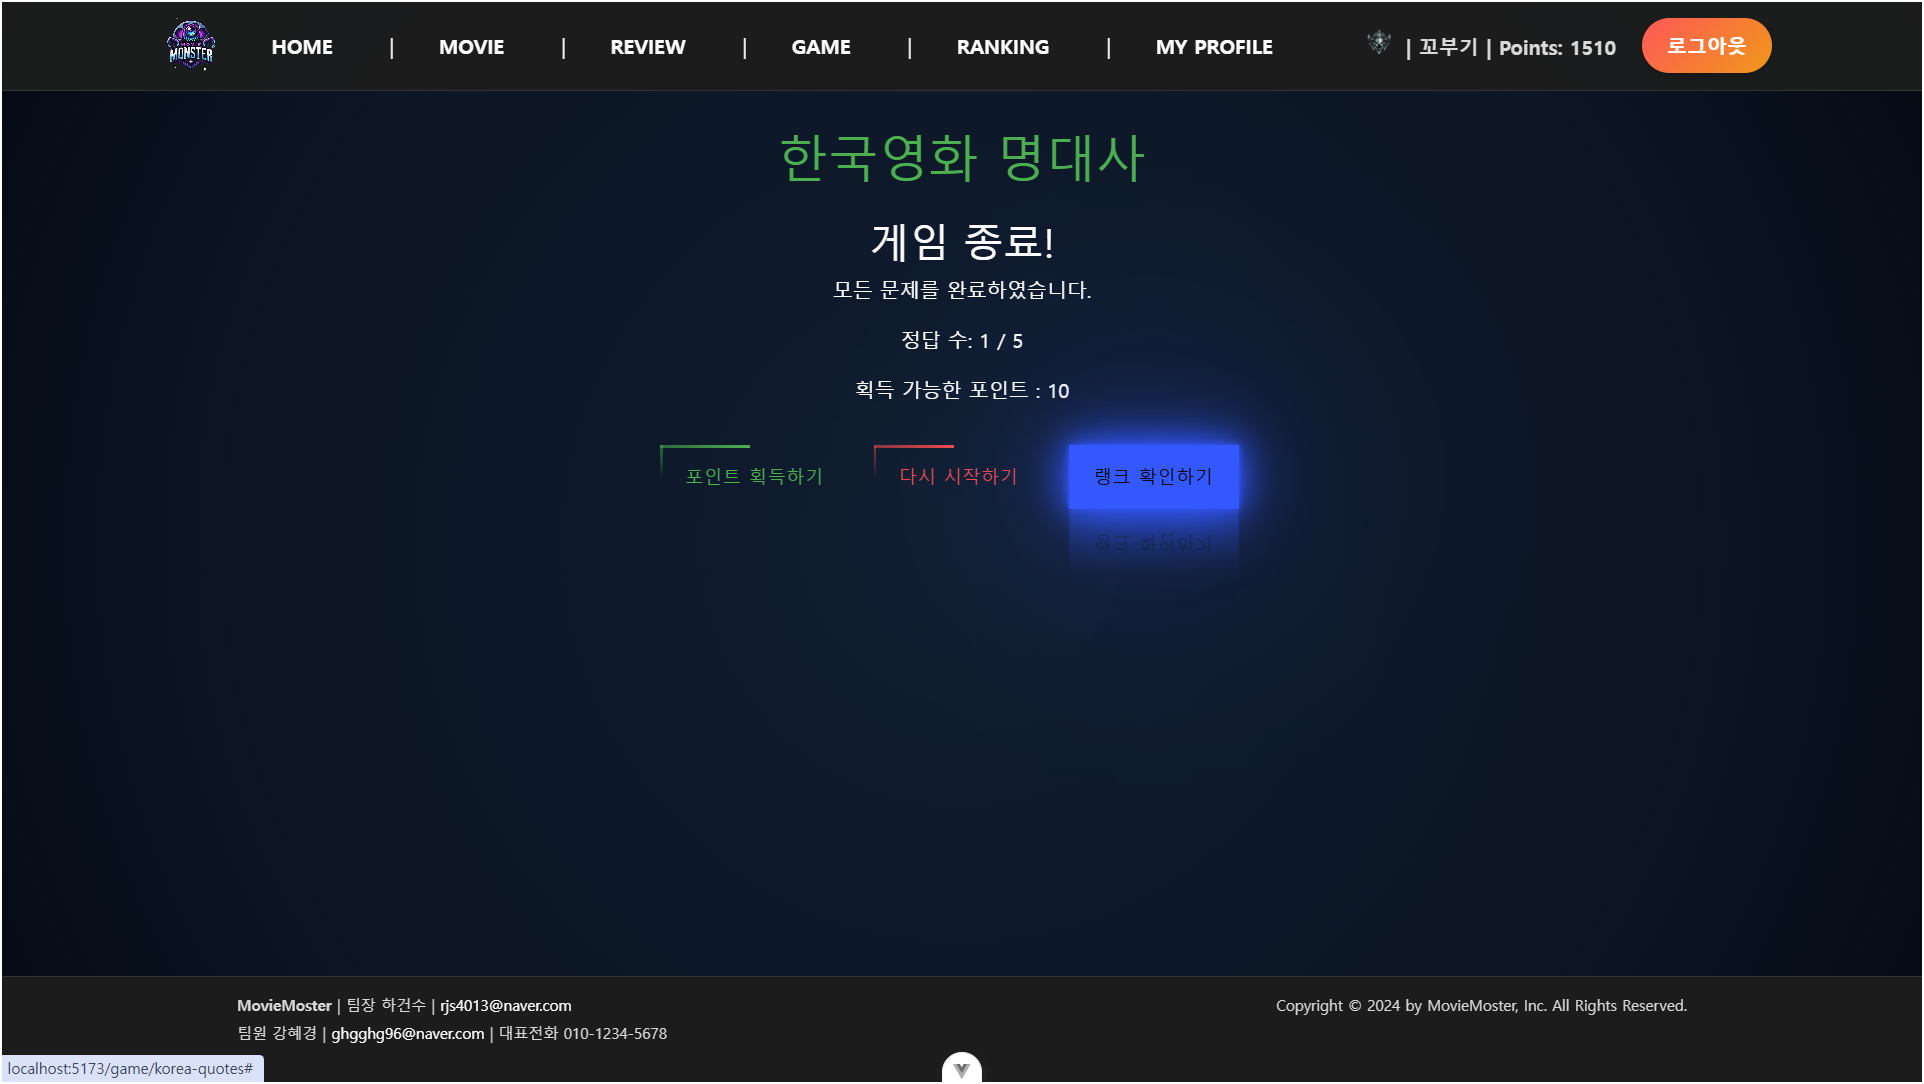 MOVIE
MONSTER
HOME | MOVIE | REVIEW | GAME | RANKING | MY PROFILE
| 꼬부기 | Points: 1510
로그아웃
한국영화 명대사
게임 종료!
모든 문제를 완료하였습니다.
정답 수: 1 / 5
획득 가능한 포인트 : 10
포인트 획득하기
다시 시작하기
랭크 확인하기
MovieMoster | 팀장 하건수 | rjs4013@naver.com
팀원 강혜경 | ghgghg96@naver.com | 대표전화 010-1234-5678
Copyright © 2024 by MovieMoster, Inc. All Rights Reserved.
localhost:5173/game/korea-quotes#